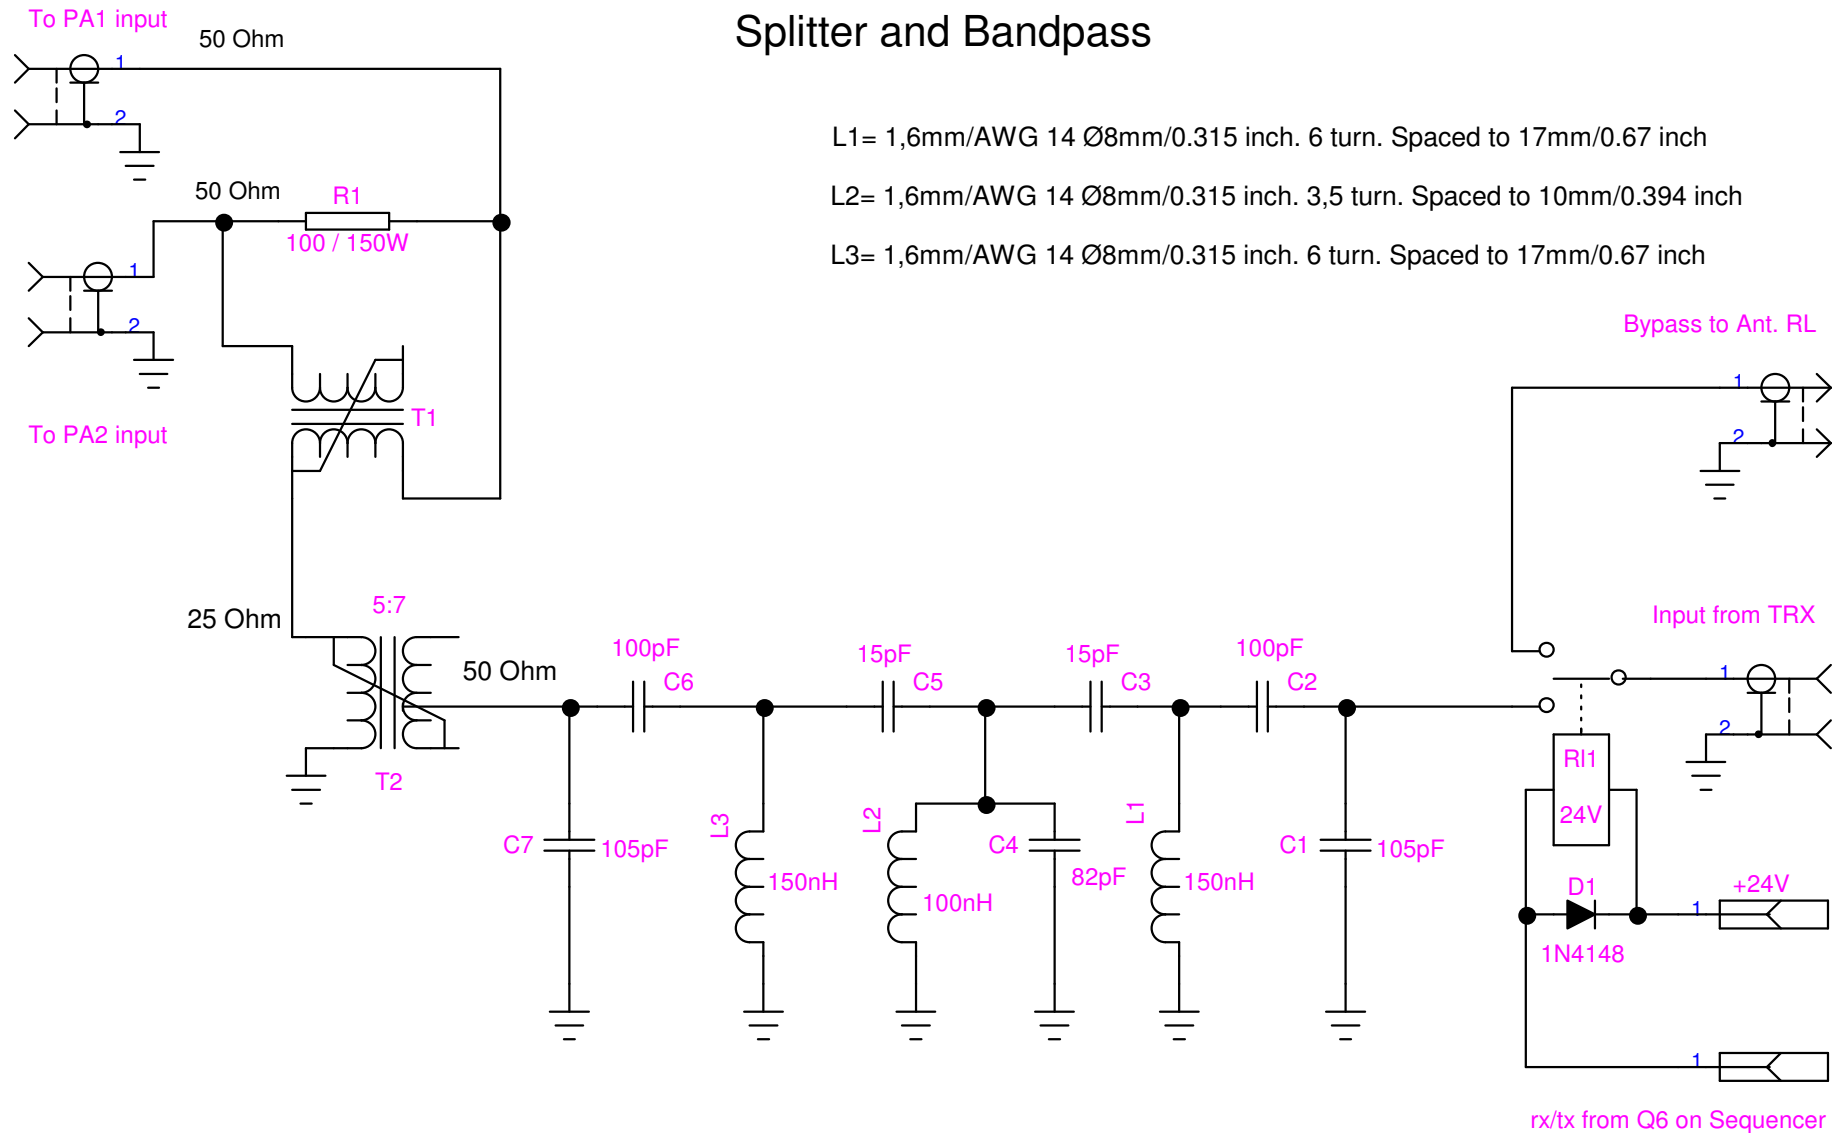 Splitter and Bandpass
To PA1 input
50 Ohm
1
2
L1= 1,6mm/AWG 14 Ø8mm/0.315 inch. 6 turn. Spaced to 17mm/0.67 inch
L2= 1,6mm/AWG 14 Ø8mm/0.315 inch. 3,5 turn. Spaced to 10mm/0.394 inch
L3= 1,6mm/AWG 14 Ø8mm/0.315 inch. 6 turn. Spaced to 17mm/0.67 inch
50 Ohm
R1
100 / 150W
1
2
To PA2 input
T1
Bypass to Ant. RL
1
2
25 Ohm
5:7
T2
50 Ohm
100pF
C6
15pF
C5
15pF
C3
100pF
C2
Input from TRX
1
2
C7
105pF
L3
150nH
L2
100nH
C4
82pF
L1
150nH
C1
105pF
Rl1
24V
D1
1N4148
+24V
1
1
rx/tx from Q6 on Sequencer